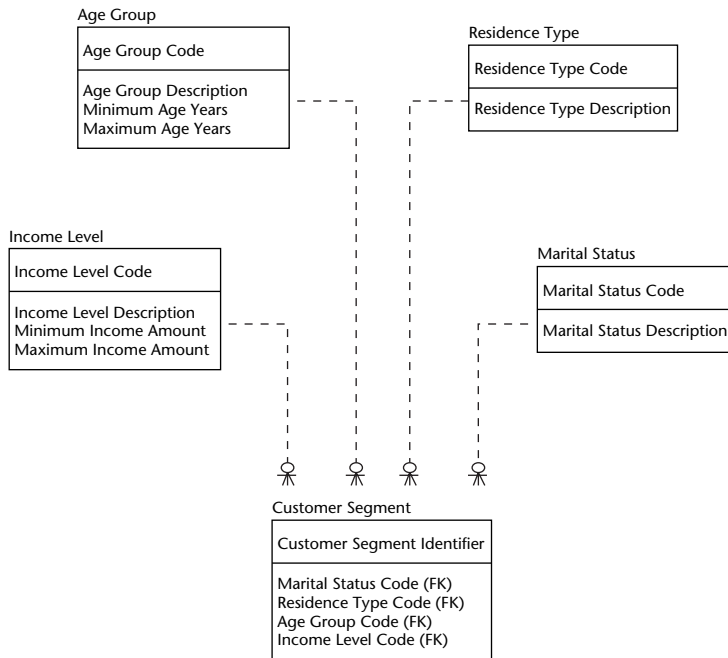 Age Group
Age Group Code
Age Group Description
Minimum Age Years
Maximum Age Years
Residence Type
Residence Type Code
Residence Type Description
Income Level
Income Level Code
Income Level Description
Minimum Income Amount
Maximum Income Amount
Marital Status
Marital Status Code
Marital Status Description
Customer Segment
Customer Segment Identifier
Marital Status Code (FK)
Residence Type Code (FK)
Age Group Code (FK)
Income Level Code (FK)